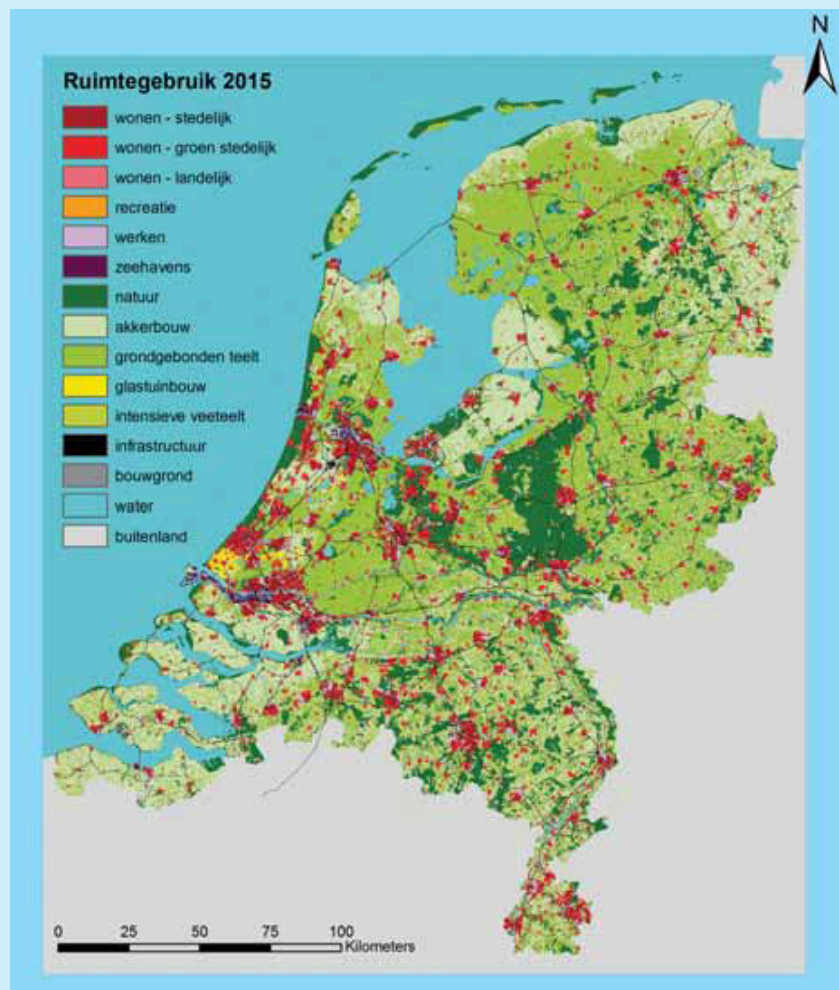 N
Ruimtegebruik 2015
wonen - stedelijk
wonen - groen stedelijk
wonen - landelijk
recreatie
werken
zeehavens
natuur
akkerbouw
grondgebonden teelt
glastuinbouw
intensieve veeteelt
infrastructuur
bouwgrond
water
buitenland
0 25 50 75 100
Kilometers